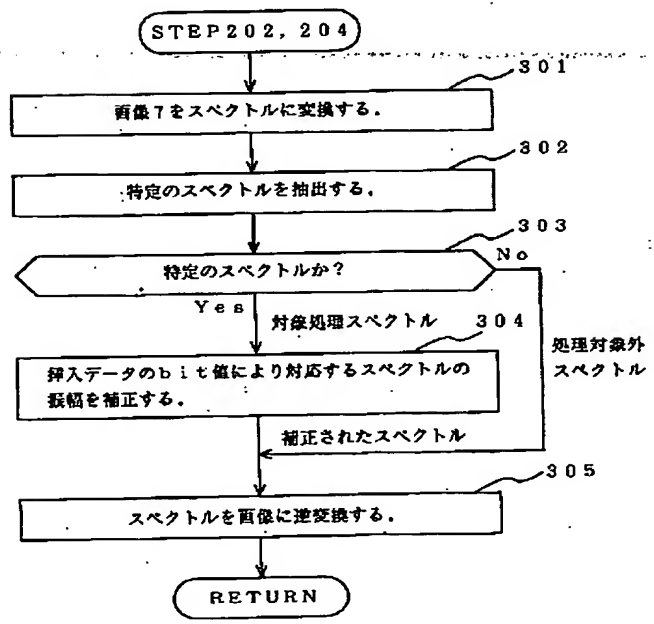 STEP202, 204
301
画像7をスペクトルに変換する。
302
特定のスペクトルを抽出する。
303
特定のスペクトルか?
No
Yes
対象処理スペクトル
304
処理対象外
スペクトル
挿入データのbit値により対応するスペクトルの
振幅を補正する。
補正されたスペクトル
305
スペクトルを画像に逆変換する。
RETURN